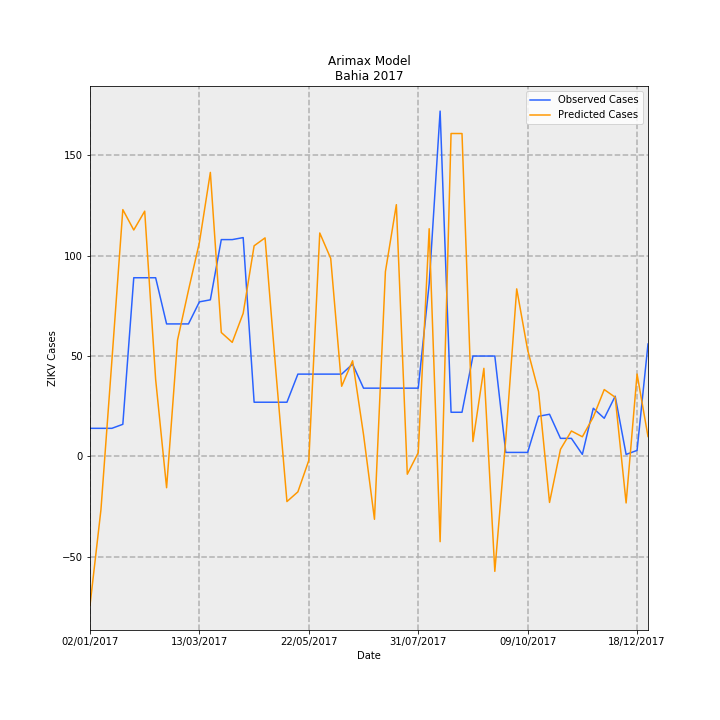 Arimax Model
Bahia 2017
Observed Cases
Predicted Cases
150
100
50
0
−50
ZIKV Cases
02/01/2017 13/03/2017 22/05/2017 31/07/2017 09/10/2017 18/12/2017
Date